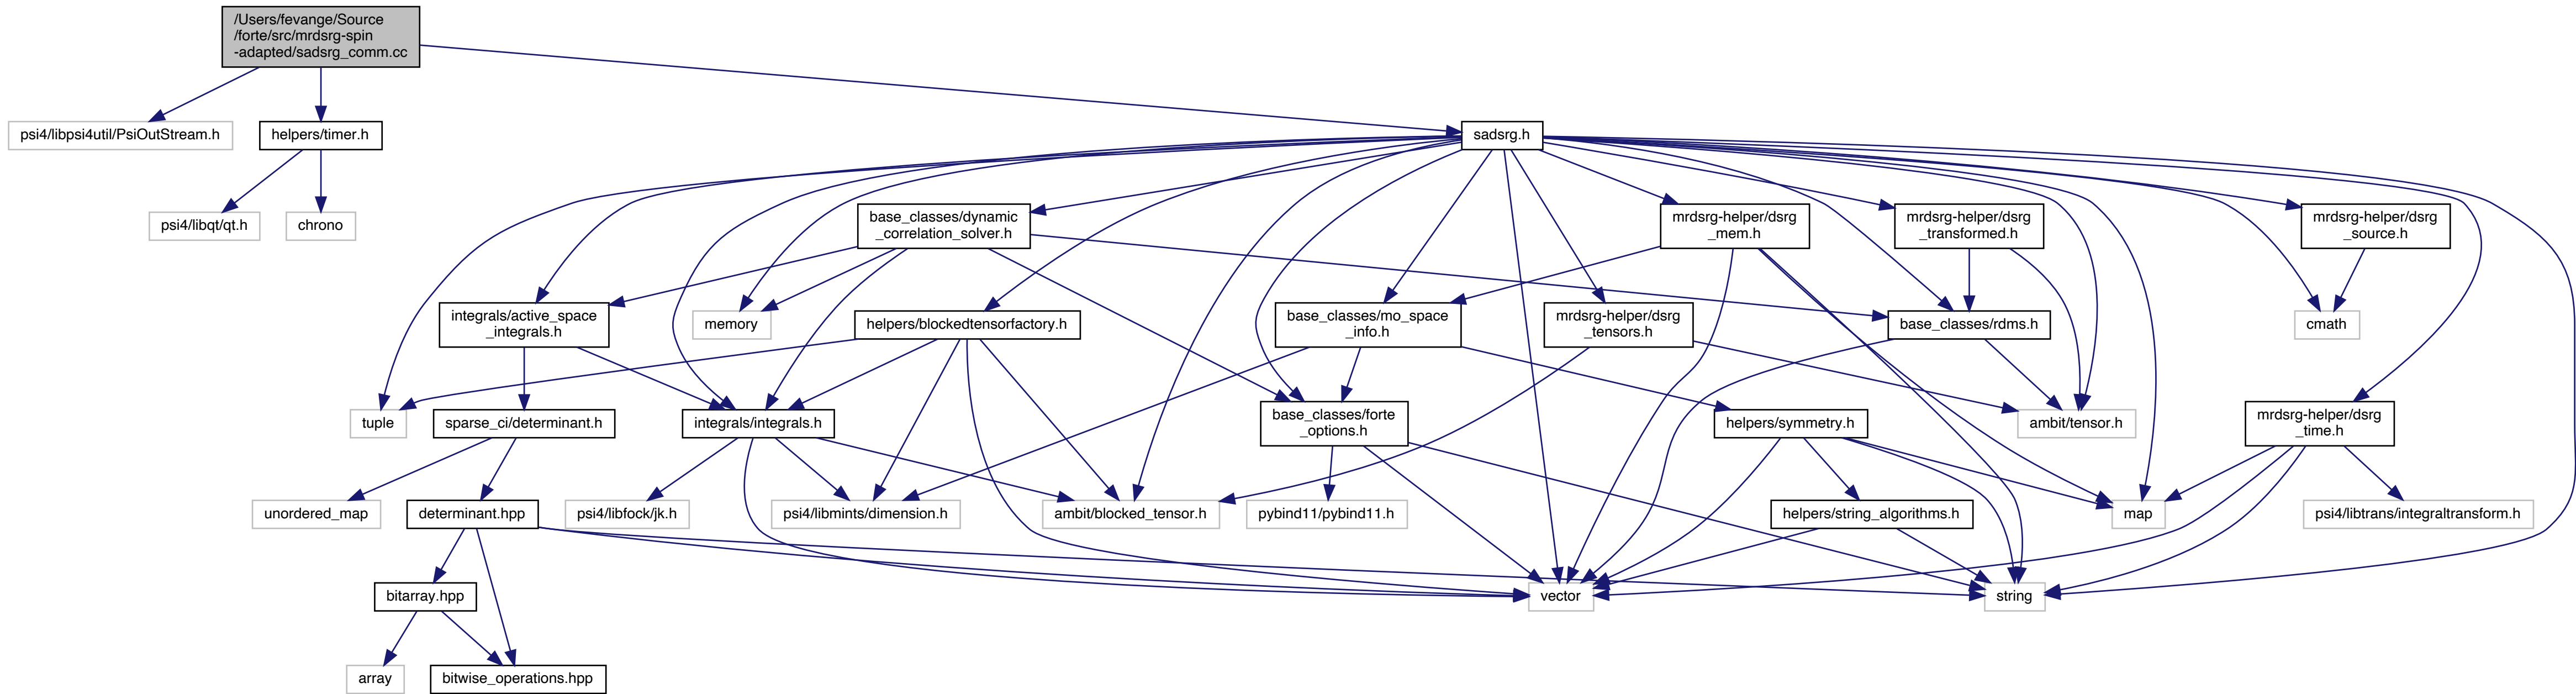 /Users/fevange/Source
/forte/src/mrdsrg-spin
-adapted/sadsrg_comm.cc
psi4/libpsi4util/PsiOutStream.h
helpers/timer.h
sadsrg.h
psi4/libqt/qt.h
chrono
base_classes/dynamic
_correlation_solver.h
mrdsrg-helper/dsrg
_mem.h
mrdsrg-helper/dsrg
_transformed.h
mrdsrg-helper/dsrg
_source.h
integrals/active_space
_integrals.h
memory
helpers/blockedtensorfactory.h
base_classes/mo_space
_info.h
mrdsrg-helper/dsrg
_tensors.h
base_classes/rdms.h
cmath
tuple
sparse_ci/determinant.h
integrals/integrals.h
base_classes/forte
_options.h
helpers/symmetry.h
ambit/tensor.h
mrdsrg-helper/dsrg
_time.h
unordered_map
determinant.hpp
psi4/libfock/jk.h
psi4/libmints/dimension.h
ambit/blocked_tensor.h
pybind11/pybind11.h
helpers/string_algorithms.h
map
psi4/libtrans/integraltransform.h
bitarray.hpp
vector
string
array
bitwise_operations.hpp